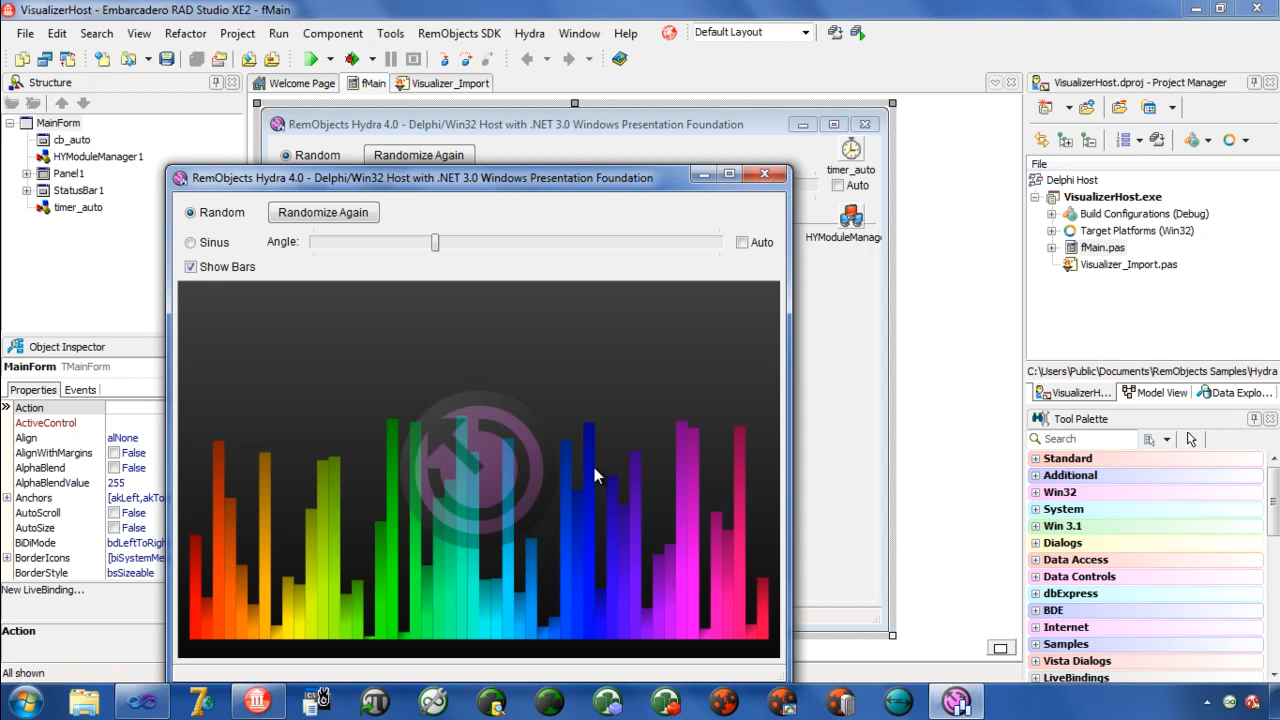 VisualizerHost - Embarcadero RAD Studio XE2 - fMain
File Edit Search View Refactor Project Run Component Tools RemObjects SDK Hydra Window Help
Default Layout
Structure
MainForm
cb_auto
HYModuleManager1
Panel1
StatusBar1
timer_auto
Object Inspector
MainForm TMainForm
Properties Events
Action
ActiveControl
Align alNone
AlignWithMargins False
AlphaBlend False
AlphaBlendValue 255
Anchors [akLeft,akTo
AutoScroll False
AutoSize False
BiDiMode bdLeftToRigh
BorderIcons [biSystemMe
BorderStyle bsSizeable
New LiveBinding...
Action
All shown
Welcome Page fMain Visualizer_Import
RemObjects Hydra 4.0 - Delphi/Win32 Host with .NET 3.0 Windows Presentation Foundation
Random Randomize Again
timer_auto
Auto
HYModuleManag
RemObjects Hydra 4.0 - Delphi/Win32 Host with .NET 3.0 Windows Presentation Foundation
Random Randomize Again
Sinus Angle: Auto
Show Bars
VisualizerHost.dproj - Project Manager
File
Delphi Host
VisualizerHost.exe
Build Configurations (Debug)
Target Platforms (Win32)
fMain.pas
Visualizer_Import.pas
C:\Users\Public\Documents\RemObjects Samples\Hydra
VisualizerH... Model View Data Explo...
Tool Palette
Search
Standard
Additional
Win32
System
Win 3.1
Dialogs
Data Access
Data Controls
dbExpress
BDE
Internet
Samples
Vista Dialogs
LiveBindings